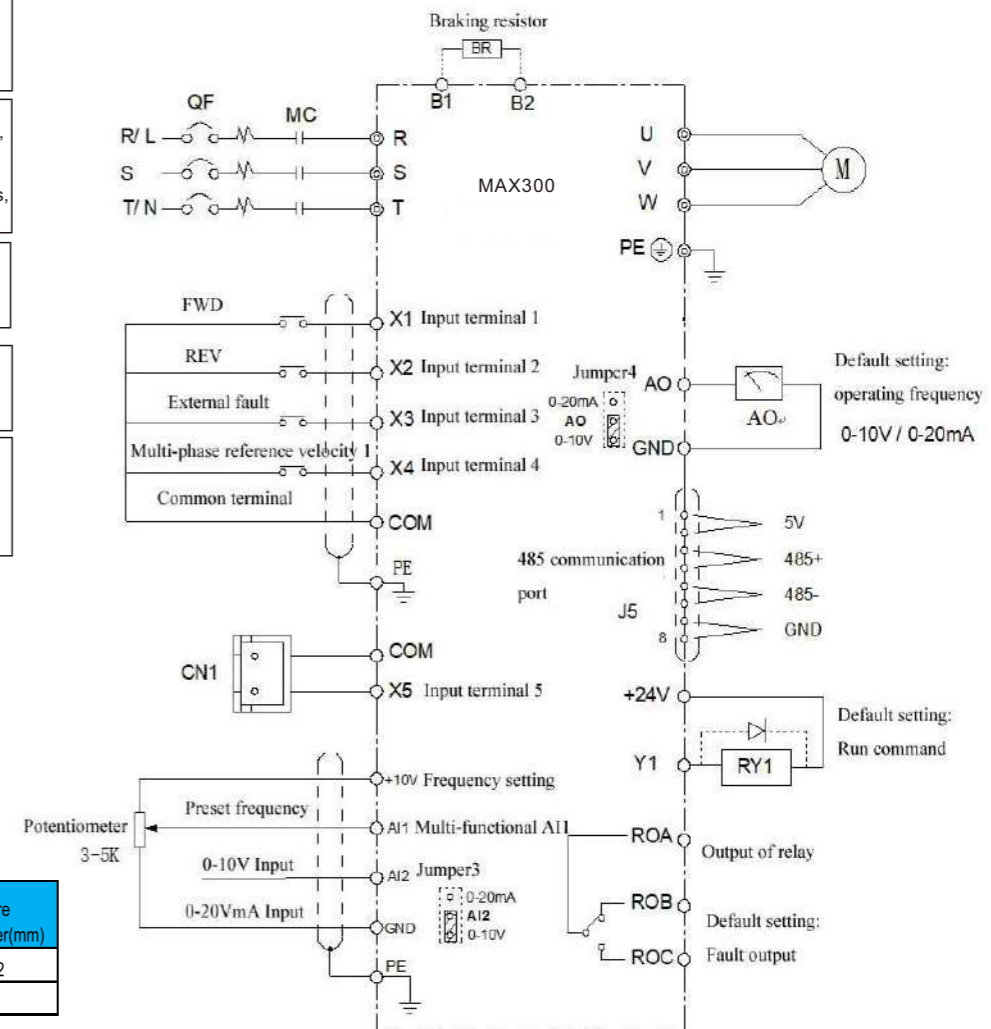 Braking resistor
BR
B1
B2
QF
MC
R/ L
R
S
S
T/ N
T
MAX300
U
V
W
M
PE
FWD
X1 Input terminal 1
REV
X2 Input terminal 2
External fault
X3 Input terminal 3
Multi-phase reference velocity 1
X4 Input terminal 4
Common terminal
COM
PE
Jumper4
0-20mA
AO
0-10V
AO
GND
AO
Default setting:
operating frequency
0-10V / 0-20mA
485 communication
port
J5
1
8
5V
485+
485-
GND
CN1
COM
X5 Input terminal 5
+24V
Y1
RY1
Default setting:
Run command
+10V Frequency setting
Preset frequency
Potentiometer
3-5K
AI1 Multi-functional AI1
0-10V Input
AI2 Jumper3
0-20mA
AI2
0-10V
0-20VmA Input
GND
PE
ROA
Output of relay
ROB
Default setting:
ROC
Fault output
er(mm)
2